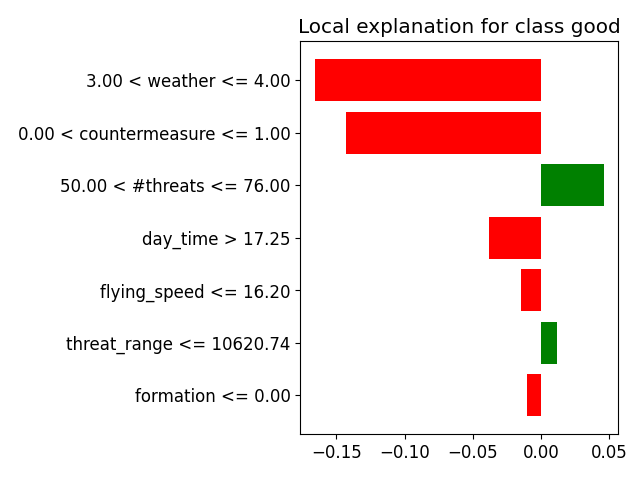 Local explanation for class good
3.00 < weather <= 4.00
0.00 < countermeasure <= 1.00
50.00 < #threats <= 76.00
day_time > 17.25
flying_speed <= 16.20
threat_range <= 10620.74
formation <= 0.00
−0.15 −0.10 −0.05 0.00 0.05